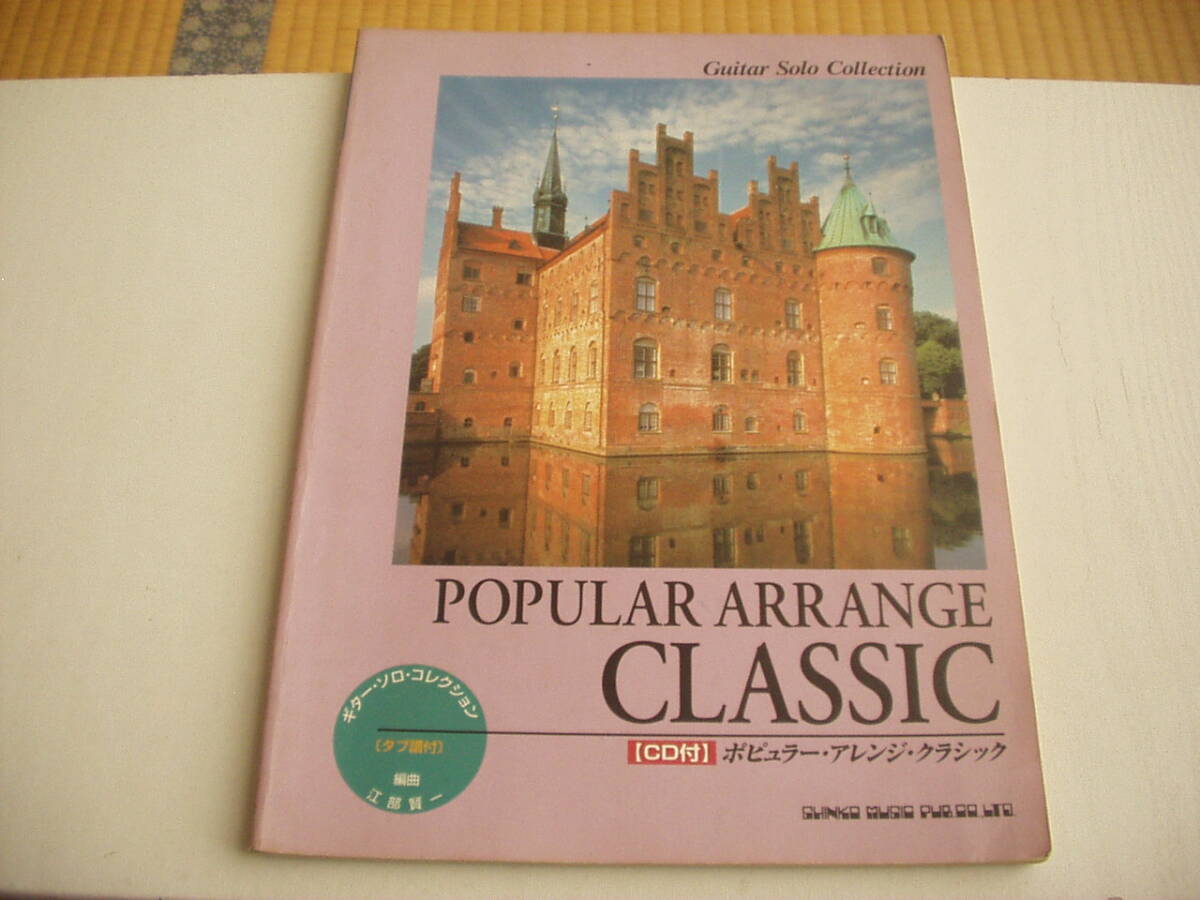 Guitar Solo Collection
POPULAR ARRANGE
CLASSIC
【CD付】ポピュラー・アレンジ・クラシック
ギター・ソロ・コレクション
〔タブ譜付〕
編曲
江部賢一
SHINKO MUSIC PUB.CO.,LTD.